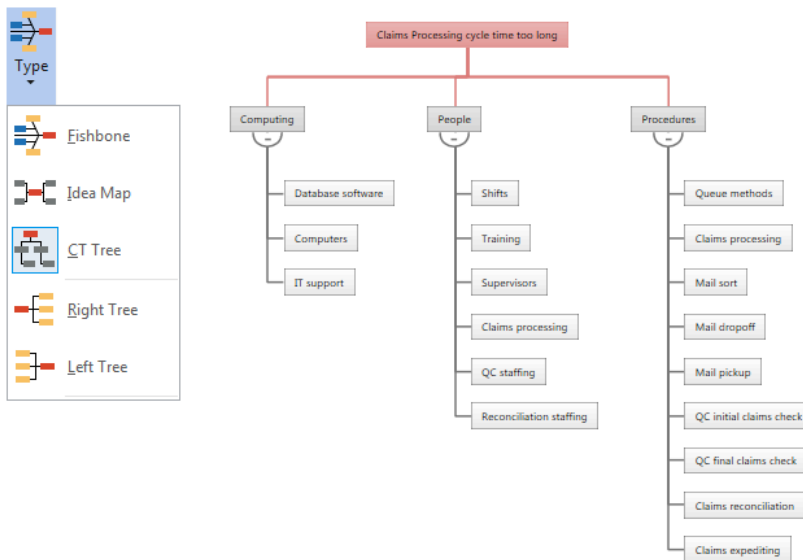 Type
Fishbone
Idea Map
CT Tree
Right Tree
Left Tree
Claims Processing cycle time too long
Computing
Database software
Computers
IT support
People
Shifts
Training
Supervisors
Claims processing
QC staffing
Reconciliation staffing
Procedures
Queue methods
Claims processing
Mail sort
Mail dropoff
Mail pickup
QC initial claims check
QC final claims check
Claims reconciliation
Claims expediting